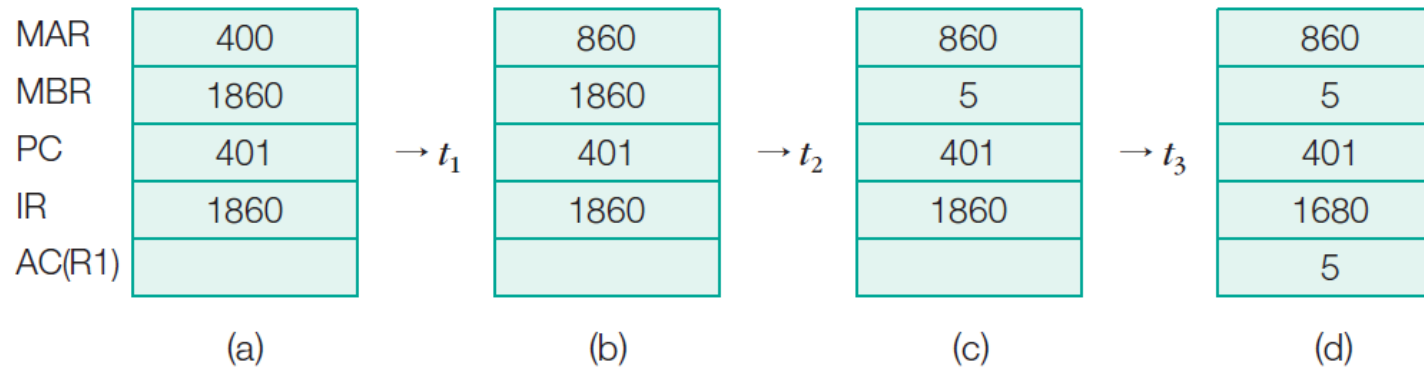 MAR 400 860 860 860
MBR 1860 1860 5 5
PC 401 → t1 401 → t2 401 → t3 401
IR 1860 1860 1860 1680
AC(R1) 5
(a) (b) (c) (d)